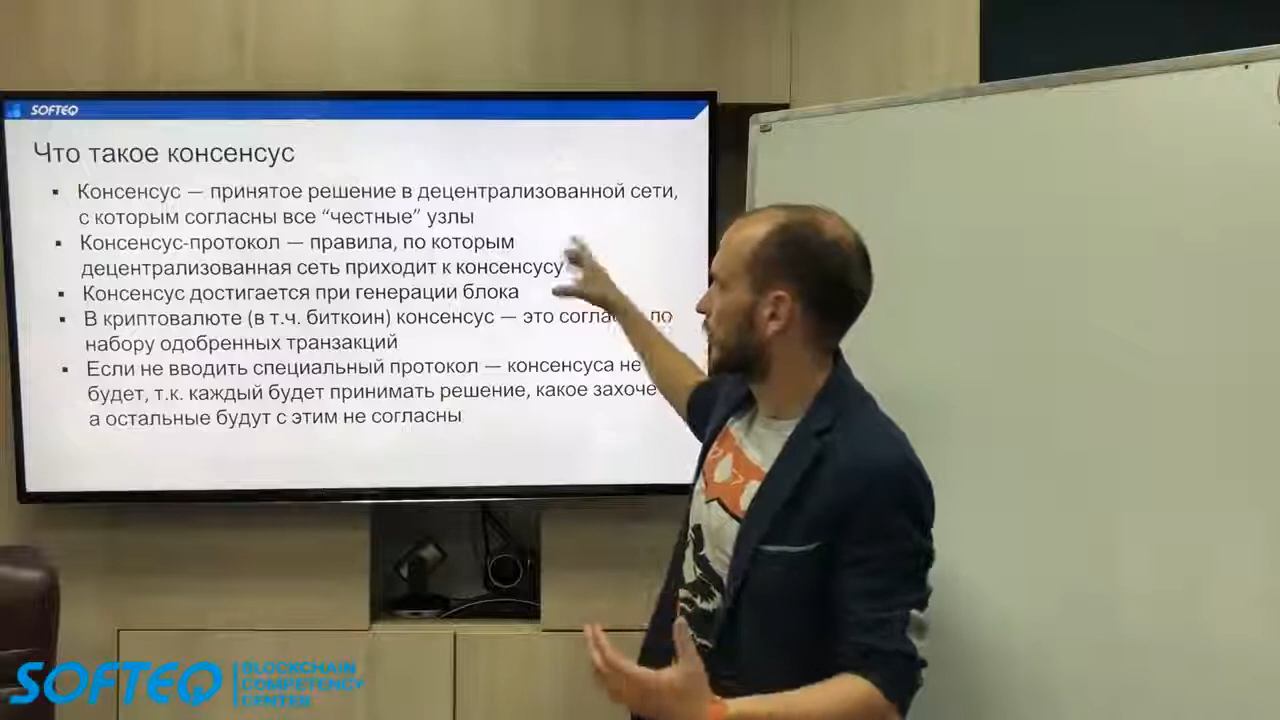 SOFTEQ
Что такое консенсус
Консенсус — принятое решение в децентрализованной сети,
с которым согласны все “честные” узлы
Консенсус-протокол — правила, по которым
децентрализованная сеть приходит к консенсусу
Консенсус достигается при генерации блока
В криптовалюте (в т.ч. биткоин) консенсус — это по
набору одобренных транзакций
Если не вводить специальный протокол — консенсуса не
будет, т.к. каждый будет принимать решение, какое
а остальные будут с этим не согласны
SOFTEQ
BLOCKCHAIN
COMPETENCY
CENTER